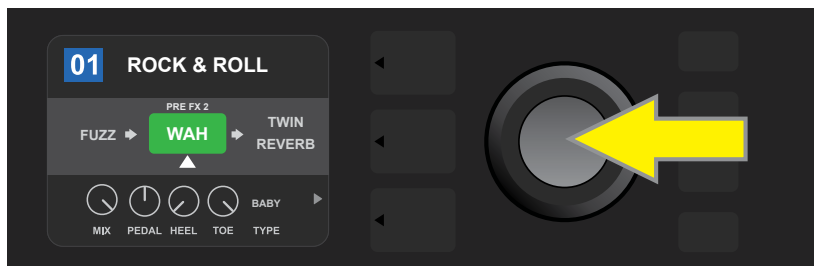 01 ROCK & ROLL
PRE FX 2
FUZZ WAH TWIN
REVERB
BABY
MIX PEDAL HEEL TOE TYPE